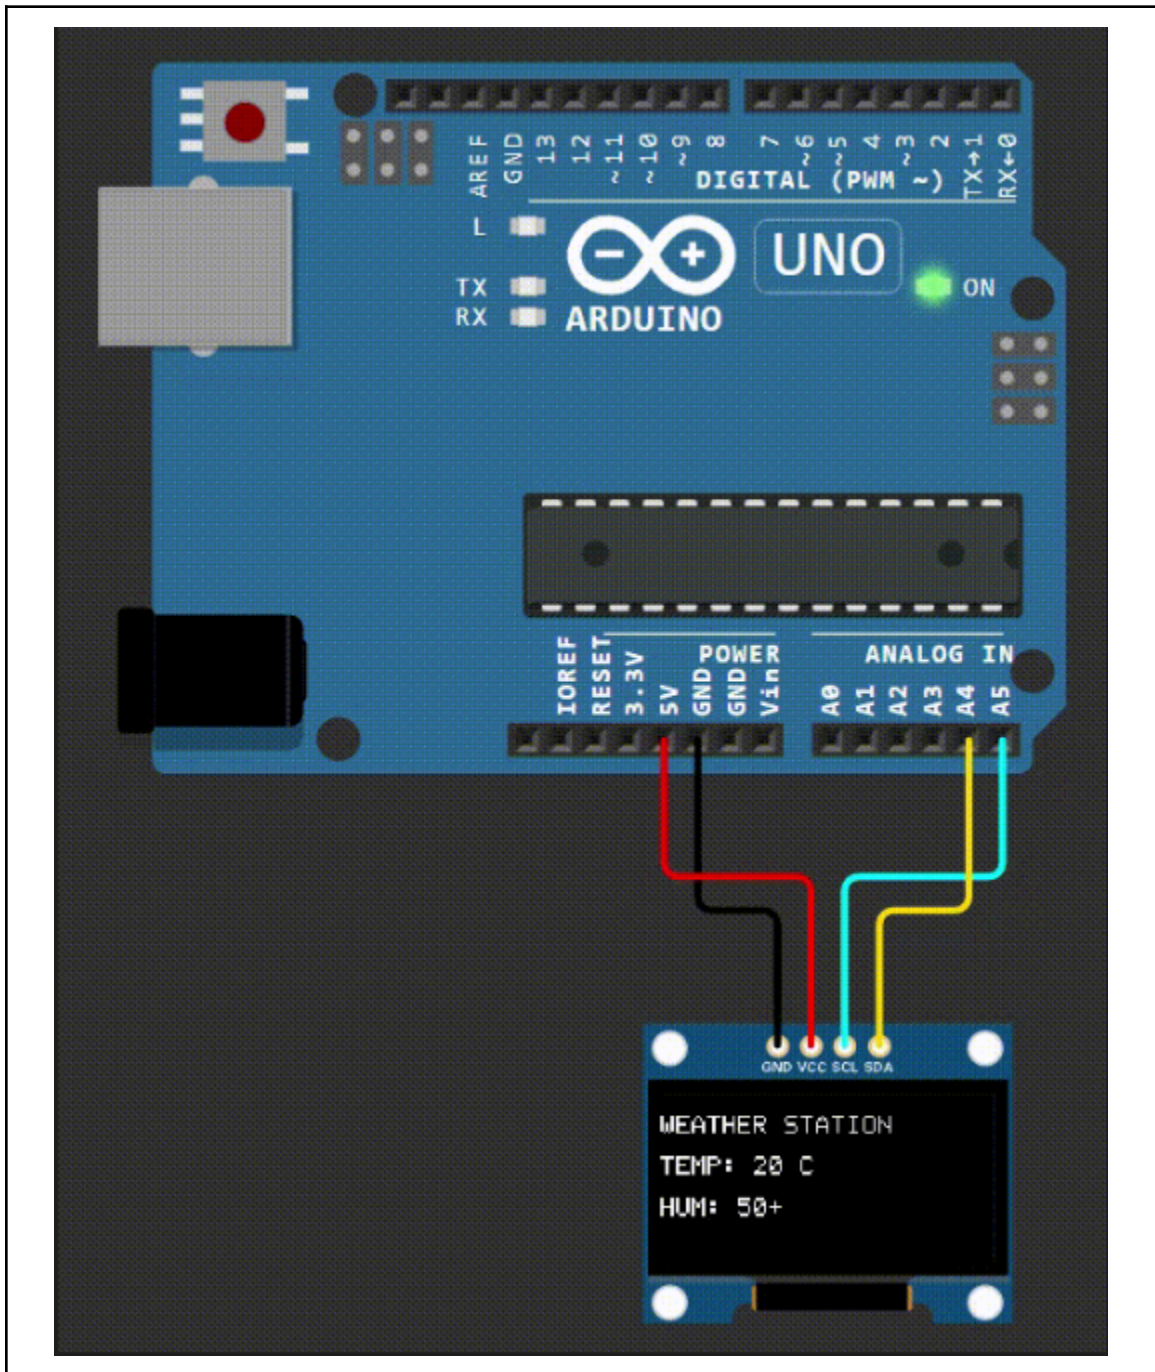 AREF GND 13 12 ~11 ~10 ~9 8 7 ~6 ~5 4 ~3 2 TX→1 RX←0
DIGITAL (PWM ~)
L
UNO
TX
ON
RX
ARDUINO
POWER
ANALOG IN
IOREF RESET 3.3V 5V GND GND Vin A0 A1 A2 A3 A4 A5
GND VCC SCL SDA
WEATHER STATION
TEMP: 20 C
HUM: 50+